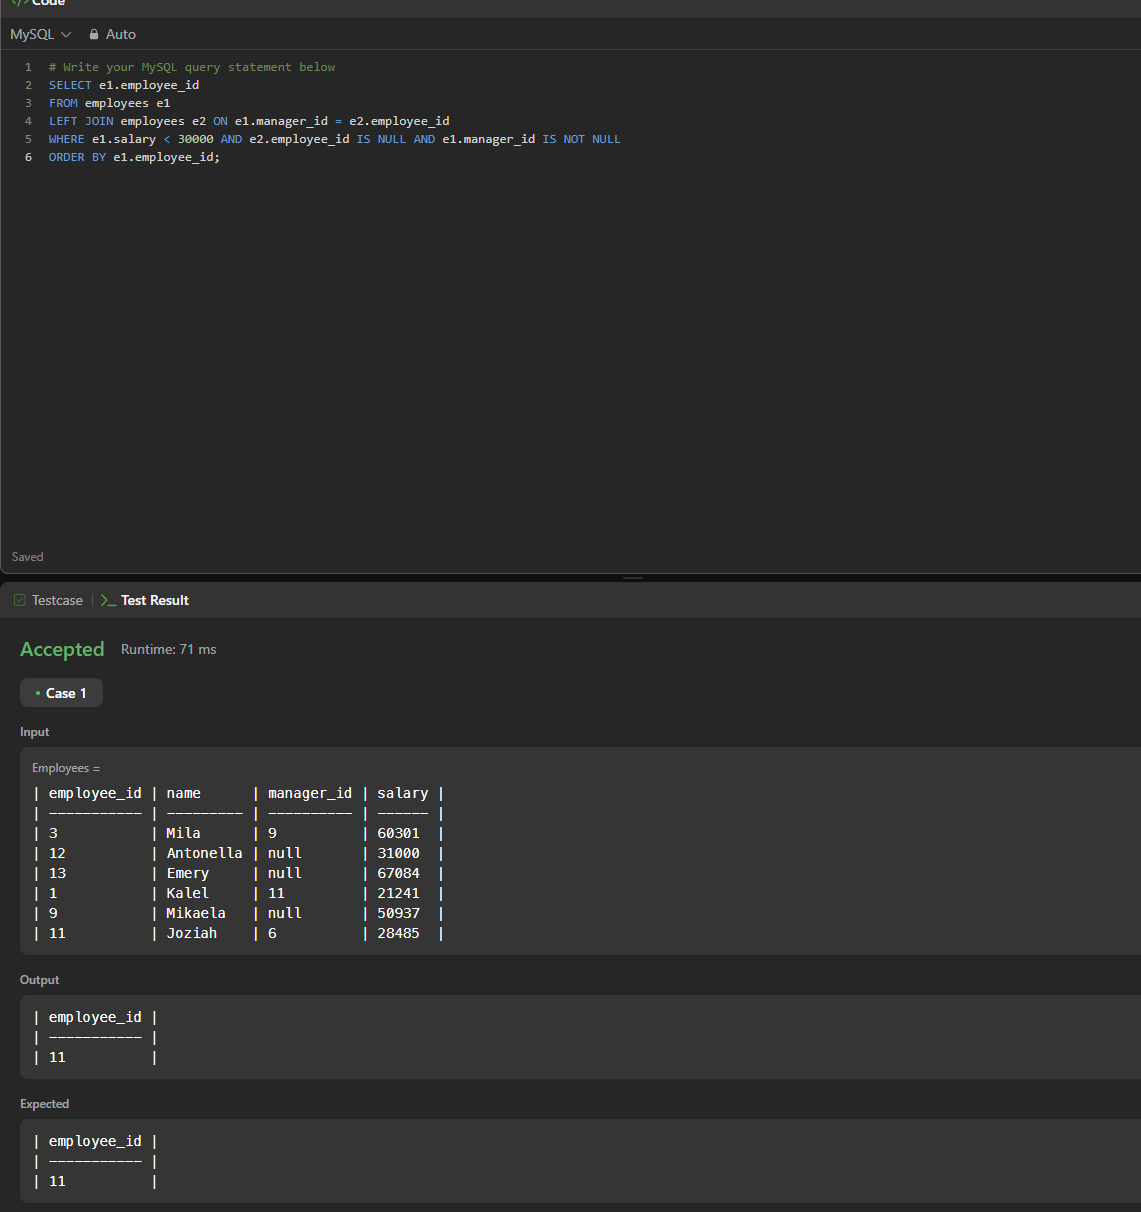 Code
MySQL Auto
1 # Write your MySQL query statement below
2 SELECT e1.employee_id
3 FROM employees e1
4 LEFT JOIN employees e2 ON e1.manager_id = e2.employee_id
5 WHERE e1.salary < 30000 AND e2.employee_id IS NULL AND e1.manager_id IS NOT NULL
6 ORDER BY e1.employee_id;
Saved
Testcase | >_ Test Result
Accepted Runtime: 71 ms
• Case 1
Input
Employees =
| employee_id | name      | manager_id | salary |
| ----------- | --------- | ---------- | ------ |
| 3           | Mila      | 9          | 60301  |
| 12          | Antonella | null       | 31000  |
| 13          | Emery     | null       | 67084  |
| 1           | Kalel     | 11         | 21241  |
| 9           | Mikaela   | null       | 50937  |
| 11          | Joziah    | 6          | 28485  |
Output
| employee_id |
| ----------- |
| 11          |
Expected
| employee_id |
| ----------- |
| 11          |